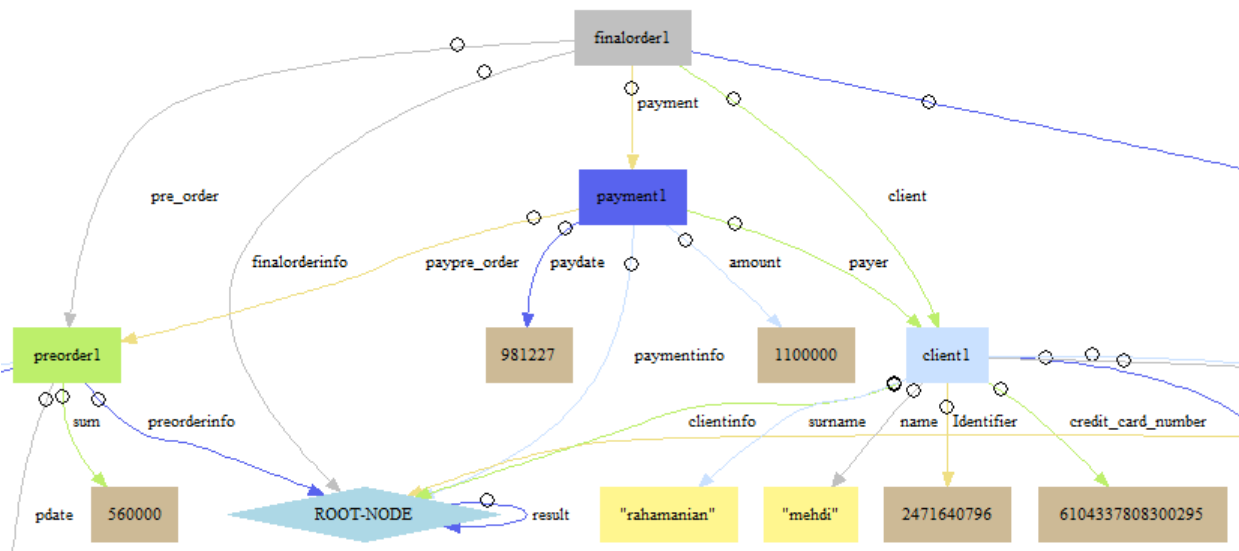 finalorder1
payment
pre_order
payment1
client
finalorderinfo
paypre_order
paydate
amount
payer
preorder1
981227
paymentinfo
1100000
client1
sum
preorderinfo
clientinfo
surname
name
Identifier
credit_card_number
pdate
560000
ROOT-NODE
result
"rahamanian"
"mehdi"
2471640796
6104337808300295